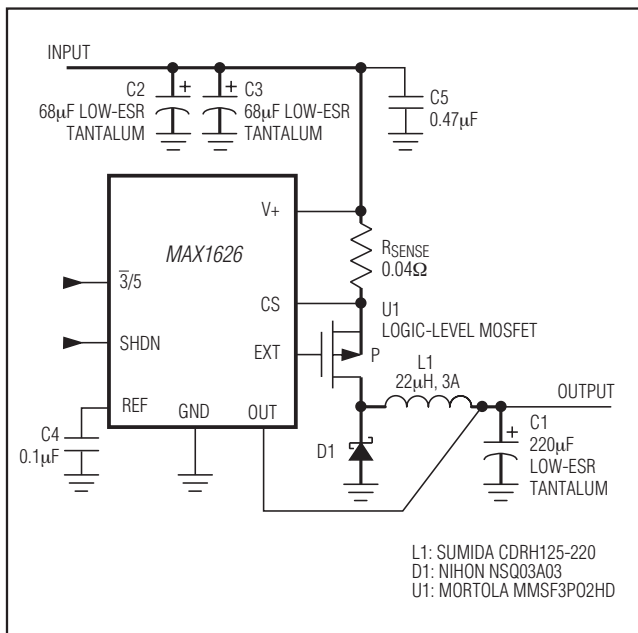 INPUT
C2
68µF LOW-ESR
TANTALUM
+
C3
68µF LOW-ESR
TANTALUM
+
C5
0.47µF
V+
MAX1626
RSENSE
0.04Ω
3̅/5
CS
U1
LOGIC-LEVEL MOSFET
SHDN
EXT
P
L1
22µH, 3A
OUTPUT
REF
GND
OUT
C4
0.1µF
D1
+
C1
220µF
LOW-ESR
TANTALUM
L1: SUMIDA CDRH125-220
D1: NIHON NSQ03A03
U1: MORTOLA MMSF3PO2HD